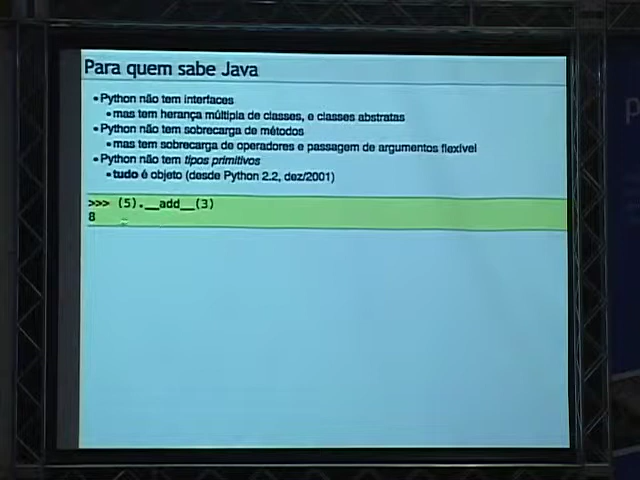 Para quem sabe Java
• Python não tem interfaces
• mas tem herança múltipla de classes, e classes abstratas
• Python não tem sobrecarga de métodos
• mas tem sobrecarga de operadores e passagem de argumentos flexível
• Python não tem tipos primitivos
• tudo é objeto (desde Python 2.2, dez/2001)
>>> (5).__add__(3)
8
p